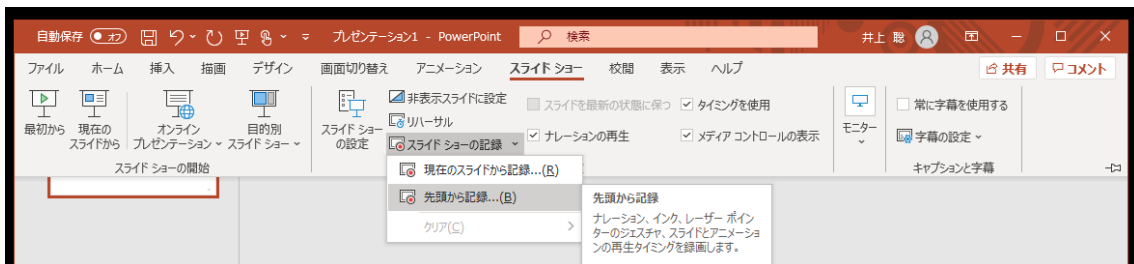 自動保存 オフ プレゼンテーション1 - PowerPoint 検索 井上 聡
ファイル ホーム 挿入 描画 デザイン 画面切り替え アニメーション スライド ショー 校閲 表示 ヘルプ 共有 コメント
最初から
現在の
スライドから
オンライン
プレゼンテーション
目的別
スライド ショー
スライド ショーの開始
スライド ショー
の設定
非表示スライドに設定
リハーサル
スライド ショーの記録
スライドを最新の状態に保つ
ナレーションの再生
タイミングを使用
メディア コントロールの表示
モニター
常に字幕を使用する
字幕の設定
キャプションと字幕
現在のスライドから記録...(R)
先頭から記録...(B)
クリア(C)
先頭から記録
ナレーション、インク、レーザー ポイン
ターのジェスチャ、スライドとアニメーショ
ンの再生タイミングを録画します。